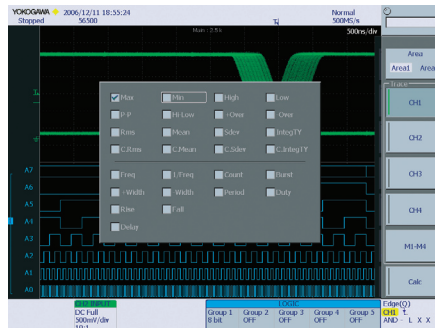 YOKOGAWA 2006/12/11 18:55:24 Normal
Stopped 56500 500MS/s
Main : 2.5 k 500ns/div
Area
Area1 Area
Trace
CH1
CH2
CH3
CH4
M1-M4
Calc
Max Min High Low
P-P Hi-Low +Over -Over
Rms Mean Sdev IntegTY
C.Rms C.Mean C.Sdev C.IntegTY
Freq 1/Freq Count Burst
+Width -Width Period Duty
Rise Fall
Delay
A7
A6
A5
A4
A3
A2
A1
A0
CH1 INPUT
DC Full
500mV/div
10:1
LOGIC
Group 1 Group 2 Group 3 Group 4 Group 5
8 bit OFF OFF OFF OFF
Edge(Q)
CH1
AND - L X X